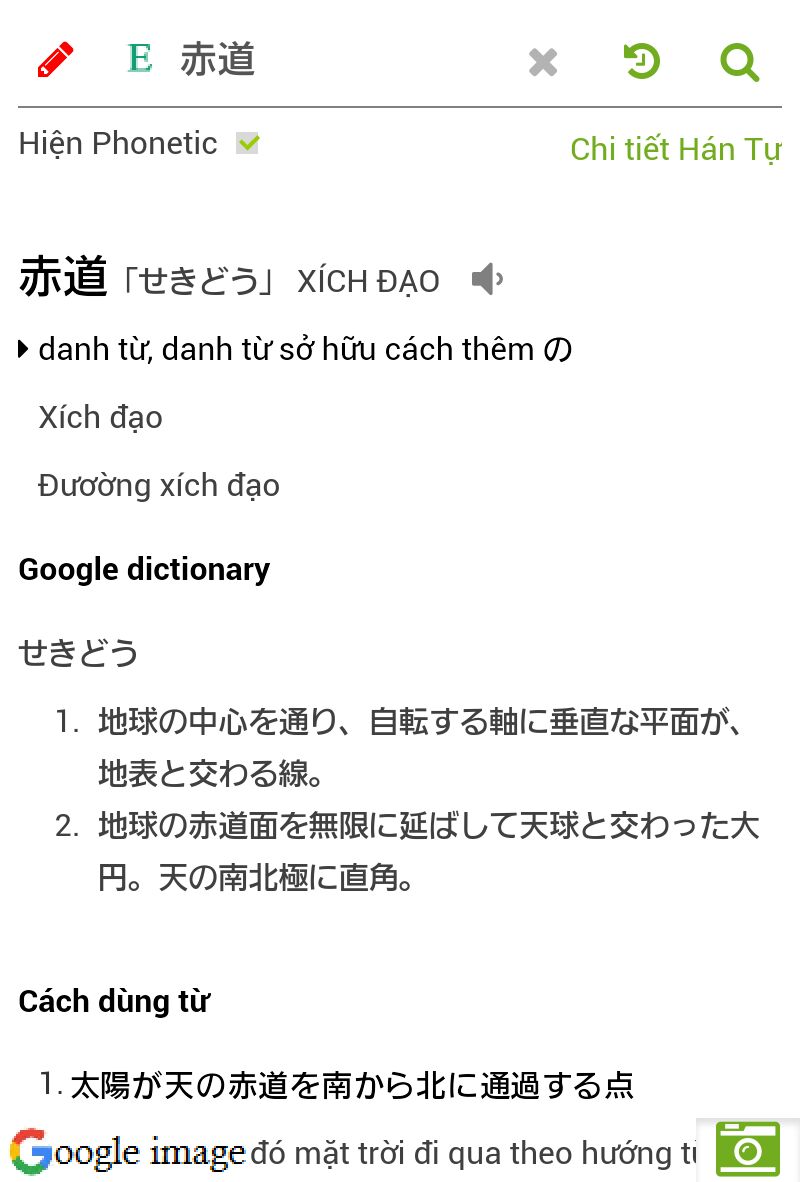 E 赤道
Hiện Phonetic
Chi tiết Hán Tự
赤道「せきどう」 XÍCH ĐẠO
danh từ, danh từ sở hữu cách thêm の
Xích đạo
Đươờng xích đạo
Google dictionary
せきどう
1. 地球の中心を通り、自転する軸に垂直な平面が、
地表と交わる線。
2. 地球の赤道面を無限に延ばして天球と交わった大
円。天の南北極に直角。
Cách dùng từ
1. 太陽が天の赤道を南から北に通過する点
Google image đó mặt trời đi qua theo hướng